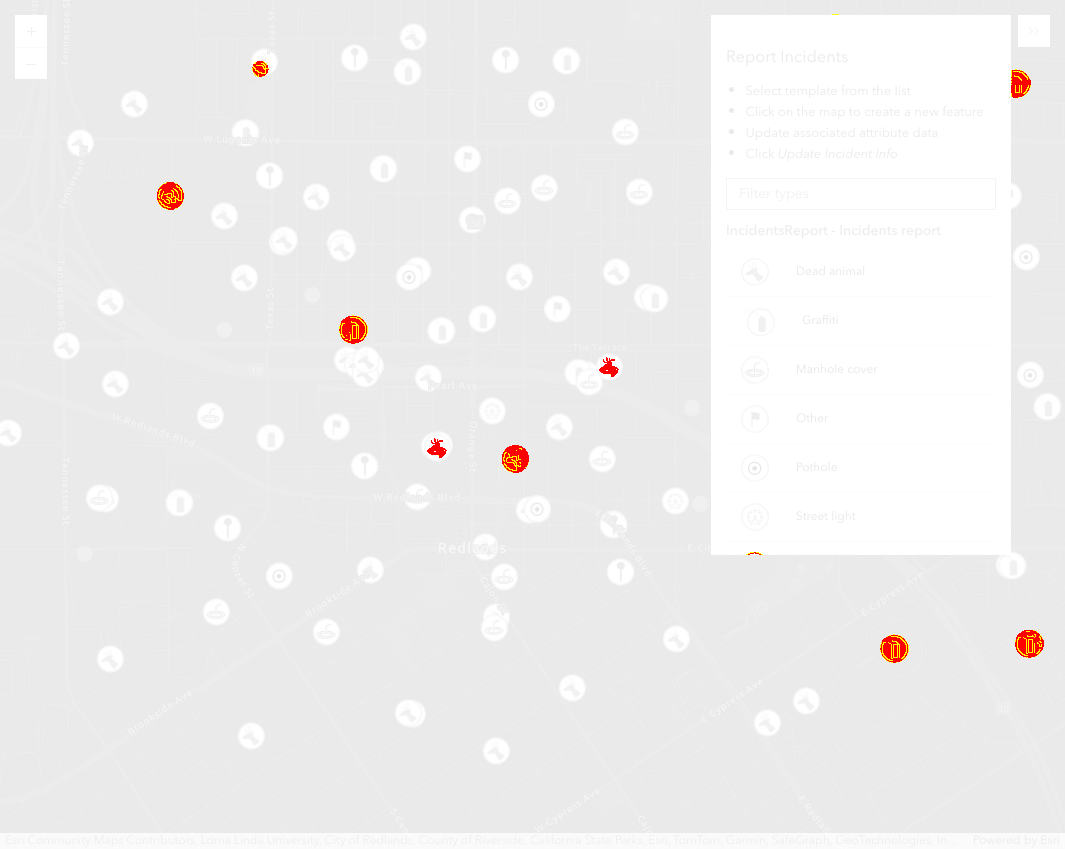 +
−
Report Incidents
Select template from the list
Click on the map to create a new feature
Update associated attribute data
Click Update Incident Info
Filter types
IncidentsReport - Incidents report
Dead animal
Graffiti
Manhole cover
Other
Pothole
Street light
Tennessee St
Texas St
W Redlands Blvd
The Terrace
Pearl Ave
Orange St
W Redlands Blvd
Redlands
Brookside Ave
Brookside Ave
E Cypress Ave
E Cypress Ave
W Cypress Ave
Esri Community Maps Contributors, Loma Linda University, City of Redlands, County of Riverside, California State Parks, Esri, TomTom, Garmin, SafeGraph, GeoTechnologies, In...
Powered by Esri